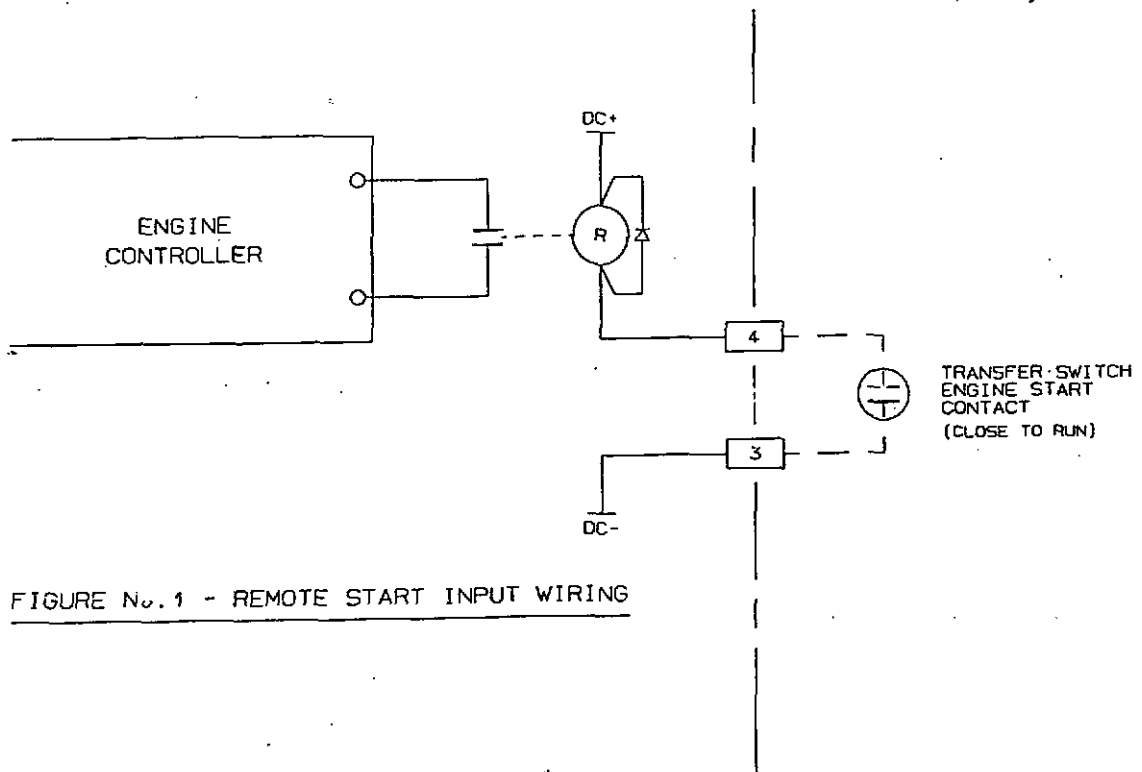 DC+
ENGINE
CONTROLLER
R
4
TRANSFER-SWITCH
ENGINE START
CONTACT
(CLOSE TO RUN)
3
DC-
FIGURE No.1 - REMOTE START INPUT WIRING